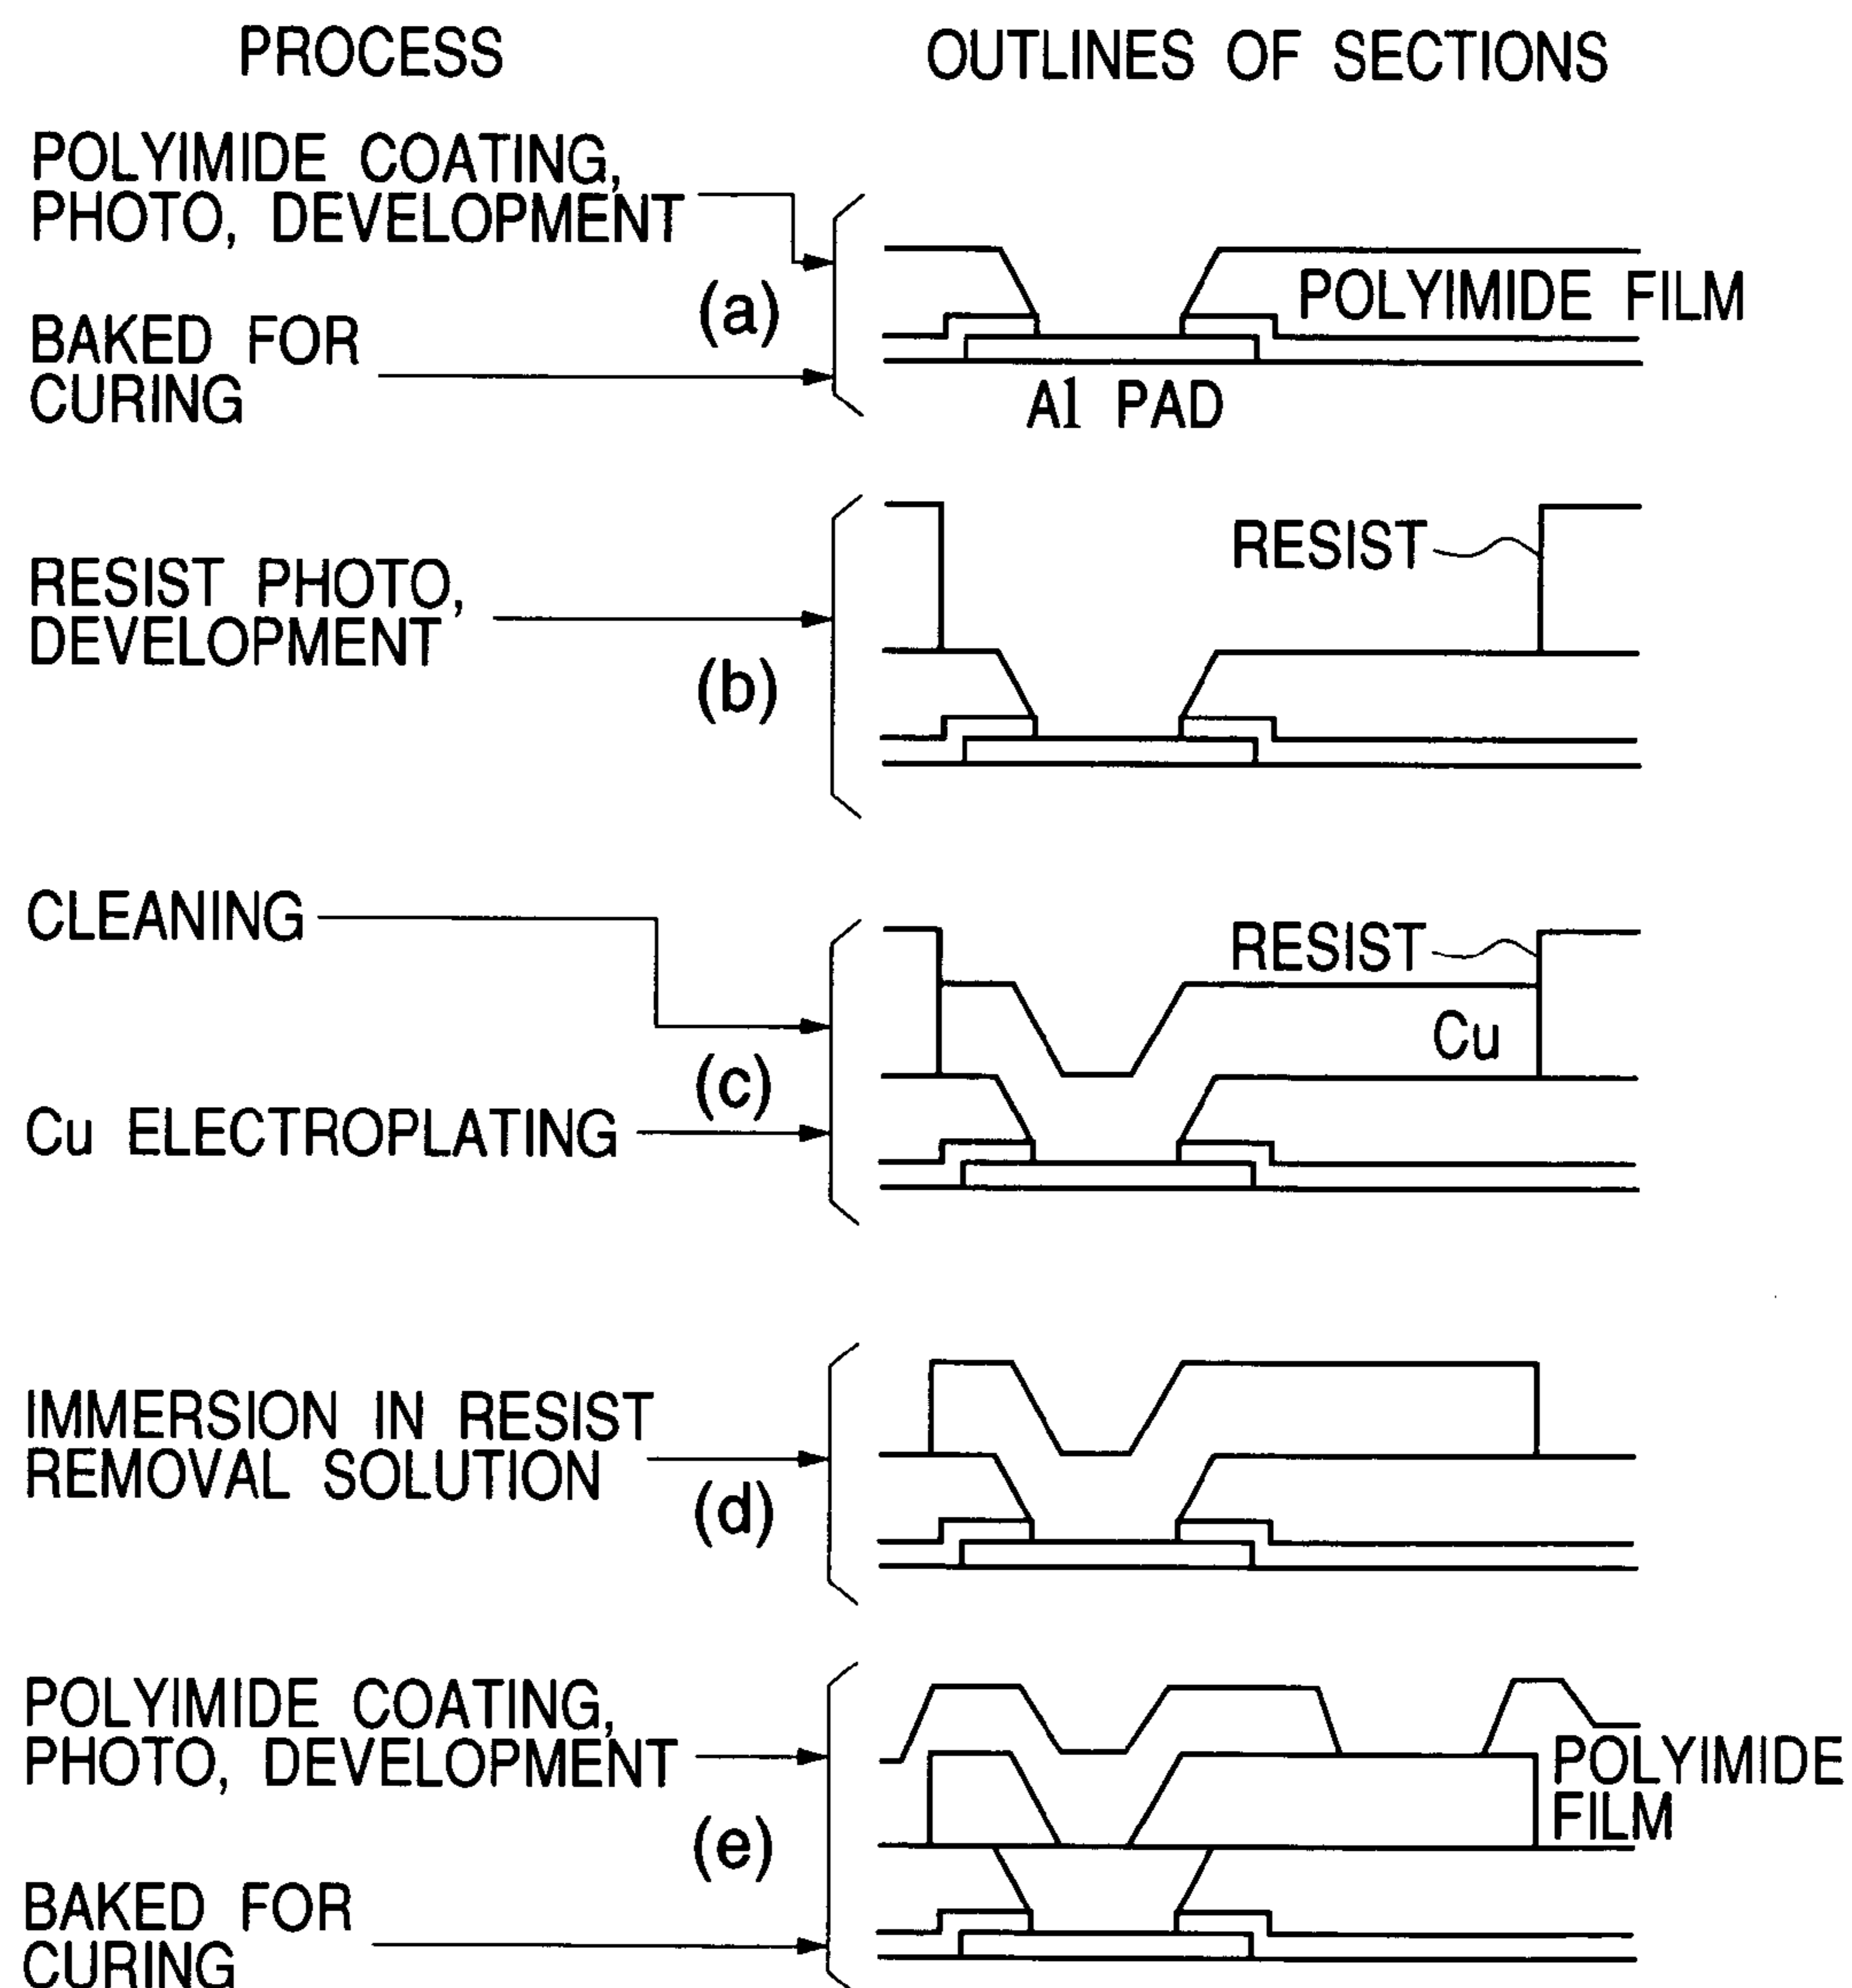 PROCESS
OUTLINES OF SECTIONS
POLYIMIDE COATING,
PHOTO, DEVELOPMENT
(a)
BAKED FOR
CURING
POLYIMIDE FILM
Al PAD
RESIST PHOTO,
DEVELOPMENT
(b)
RESIST
CLEANING
(c)
Cu ELECTROPLATING
RESIST
Cu
IMMERSION IN RESIST
REMOVAL SOLUTION
(d)
POLYIMIDE COATING,
PHOTO, DEVELOPMENT
(e)
BAKED FOR
CURING
POLYIMIDE
FILM